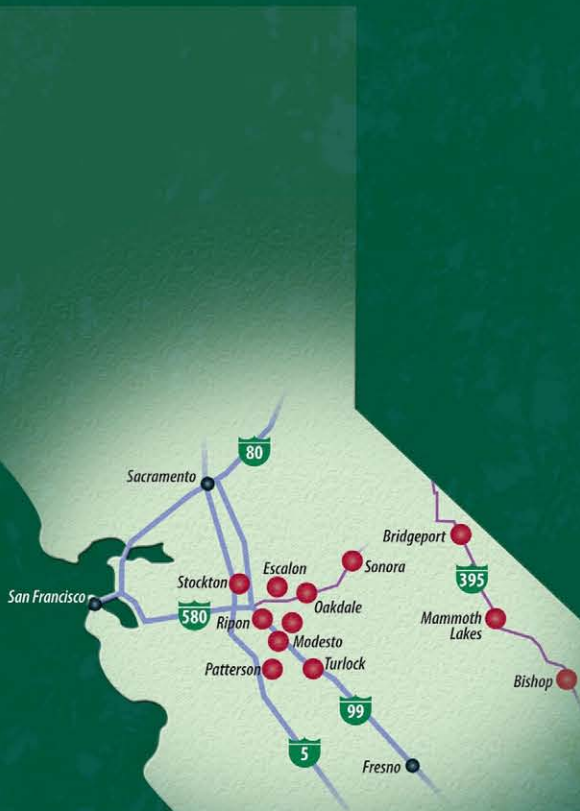 80
Sacramento
Bridgeport
Sonora
Escalon
Stockton
395
Oakdale
San Francisco
580
Ripon
Mammoth
Lakes
Modesto
Patterson
Turlock
Bishop
99
5
Fresno